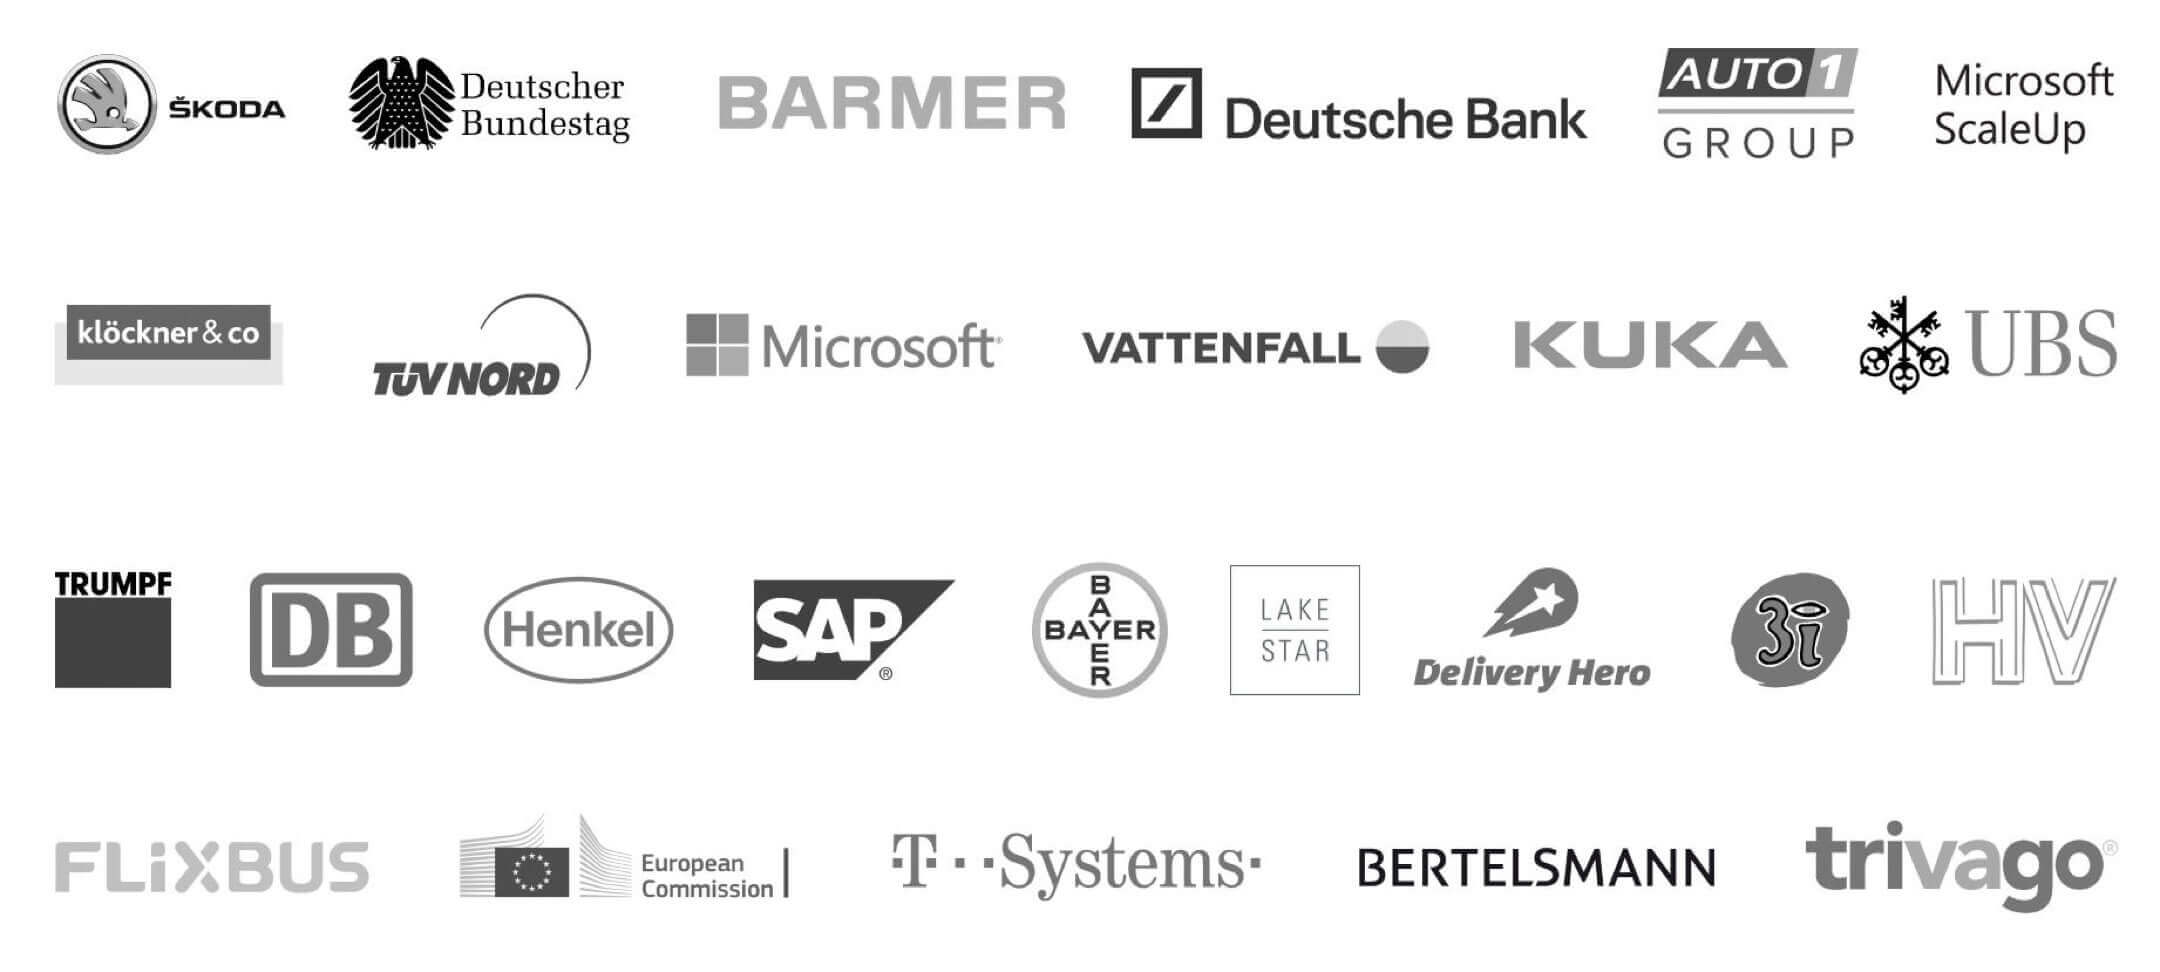 ŠKODA
Deutscher
Bundestag
BARMER
Deutsche Bank
AUTO1
GROUP
Microsoft
ScaleUp
klöckner & co
TÜV NORD
Microsoft
VATTENFALL
KUKA
UBS
TRUMPF
DB
Henkel
SAP®
BAYER
BAYER
LAKE
STAR
Delivery Hero
3i
HV
FLiXBUS
European
Commission
T··Systems·
BERTELSMANN
trivago®